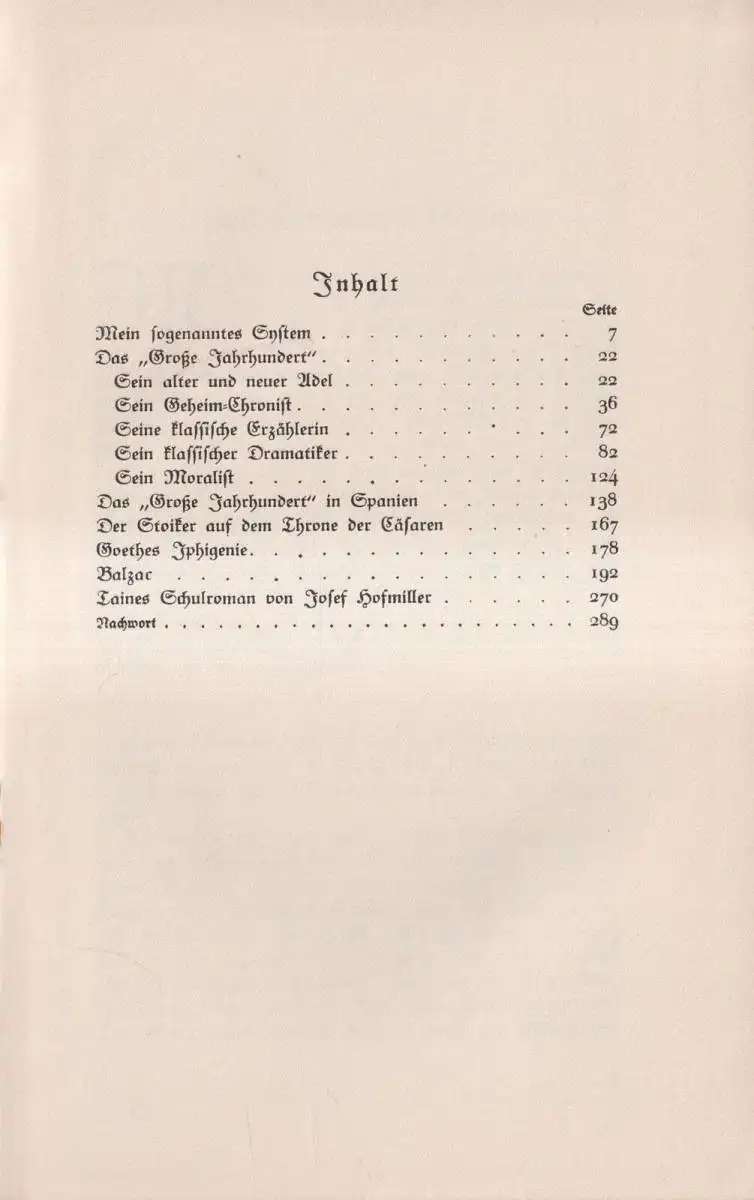 Inhalt
Seite
Mein sogenanntes System . . . . . . . . . . 7
Das „Große Jahrhundert“ . . . . . . . . . . 22
Sein alter und neuer Adel . . . . . . . . . 22
Sein Geheim-Chronist . . . . . . . . . . . 36
Seine klassische Erzählerin . . . . . . . . . 72
Sein klassischer Dramatiker . . . . . . . . . 82
Sein Moralist . . . . . . . . . . . . 124
Das „Große Jahrhundert“ in Spanien . . . . . 138
Der Stoiker auf dem Throne der Cäsaren . . . . . 167
Goethes Iphigenie . . . . . . . . . . . . 178
Balzac . . . . . . . . . . . . . . 192
Taines Schulroman von Josef Hofmiller . . . . . . 270
Nachwort . . . . . . . . . . . . . . . . . . . . . . 289